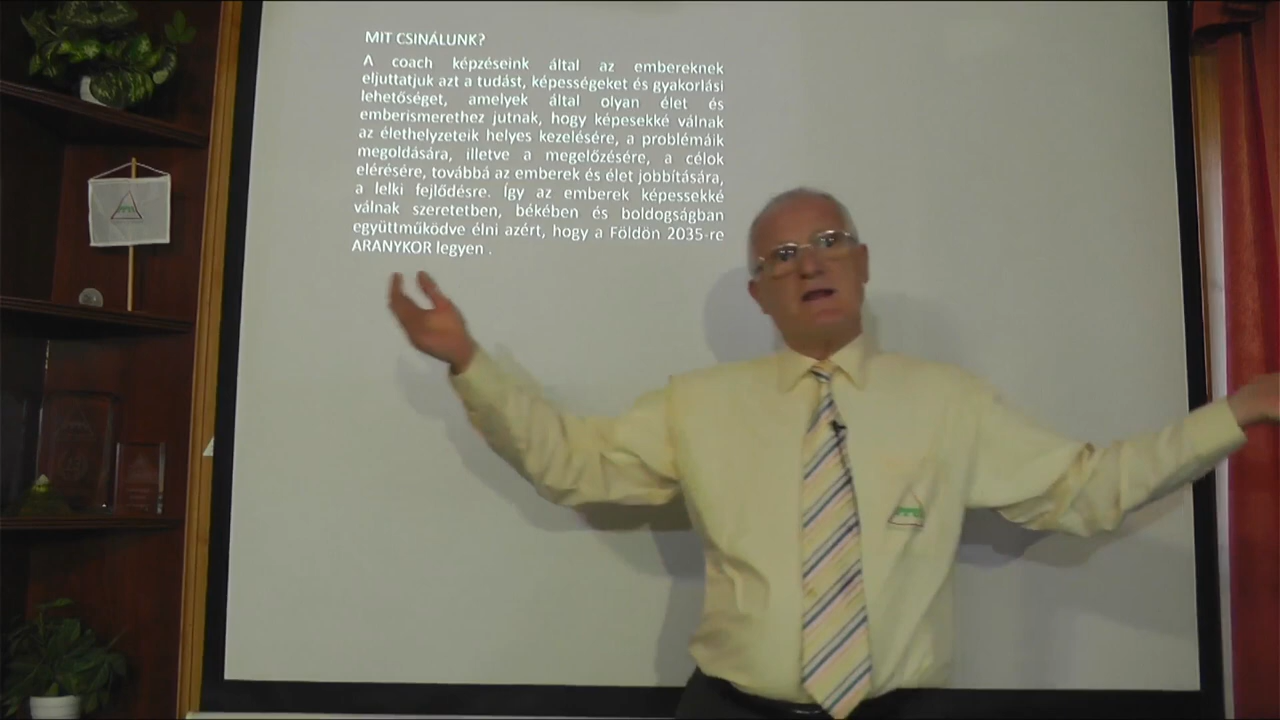 MIT CSINÁLUNK?
A coach képzéseink által az embereknek
eljuttatjuk azt a tudást, képességeket és gyakorlási
lehetőséget, amelyek által olyan élet és
emberismerethez jutnak, hogy képesekké válnak
az élethelyzeteik helyes kezelésére, a problémáik
megoldására, illetve a megelőzésére, a célok
elérésére, továbbá az emberek és élet jobbítására,
a lelki fejlődésre. Így az emberek képessekké
válnak szeretetben, békében és boldogságban
együttműködve élni azért, hogy a Földön 2035-re
ARANYKOR legyen .